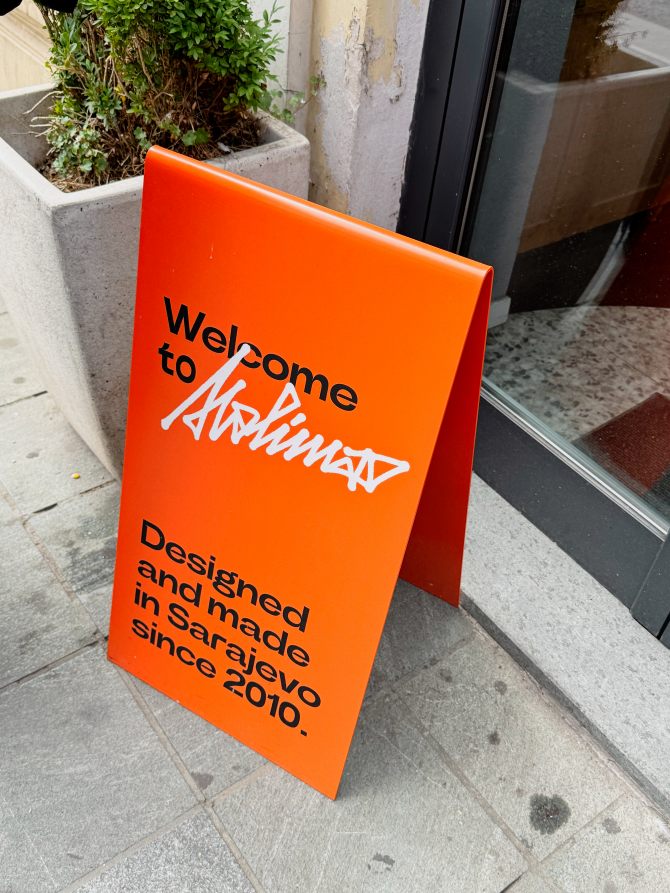 Welcome
to
Designed
and made
in Sarajevo
since 2010.